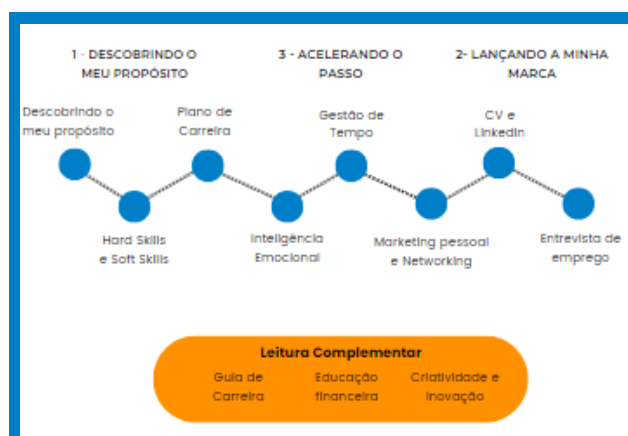 1 - DESCOBRINDO O
MEU PROPÓSITO
3 - ACELERANDO O
PASSO
2- LANÇANDO A MINHA
MARCA
Descobrindo o
meu propósito
Plano de
Carreira
Gestão de
Tempo
CV e
LinkedIn
Hard Skills
e Soft Skills
Inteligência
Emocional
Marketing pessoal
e Networking
Entrevista de
emprego
Leitura Complementar
Guia de
Carreira
Educação
financeira
Criatividade e
Inovação